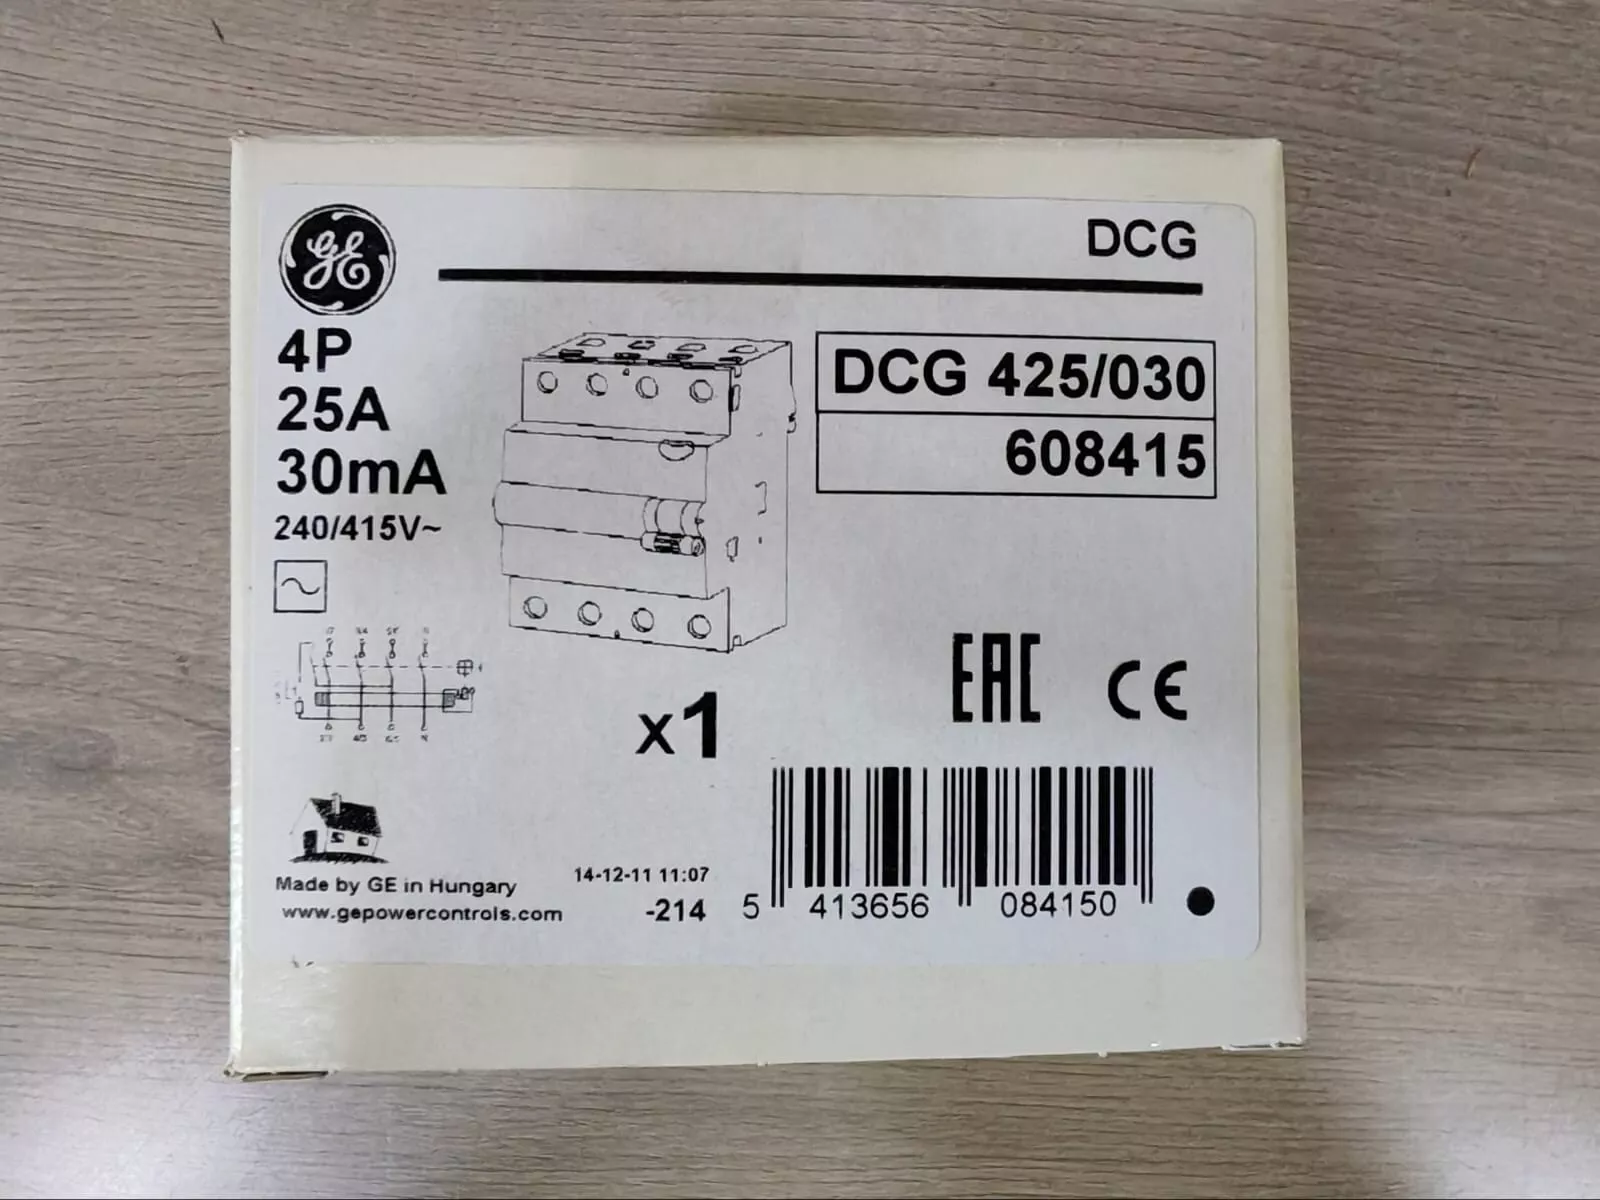 GE
DCG
4P
25A
30mA
240/415V~
DCG 425/030
608415
x1
EAC CE
Made by GE in Hungary
www.gepowercontrols.com
14-12-11 11:07
-214
5 413656 084150